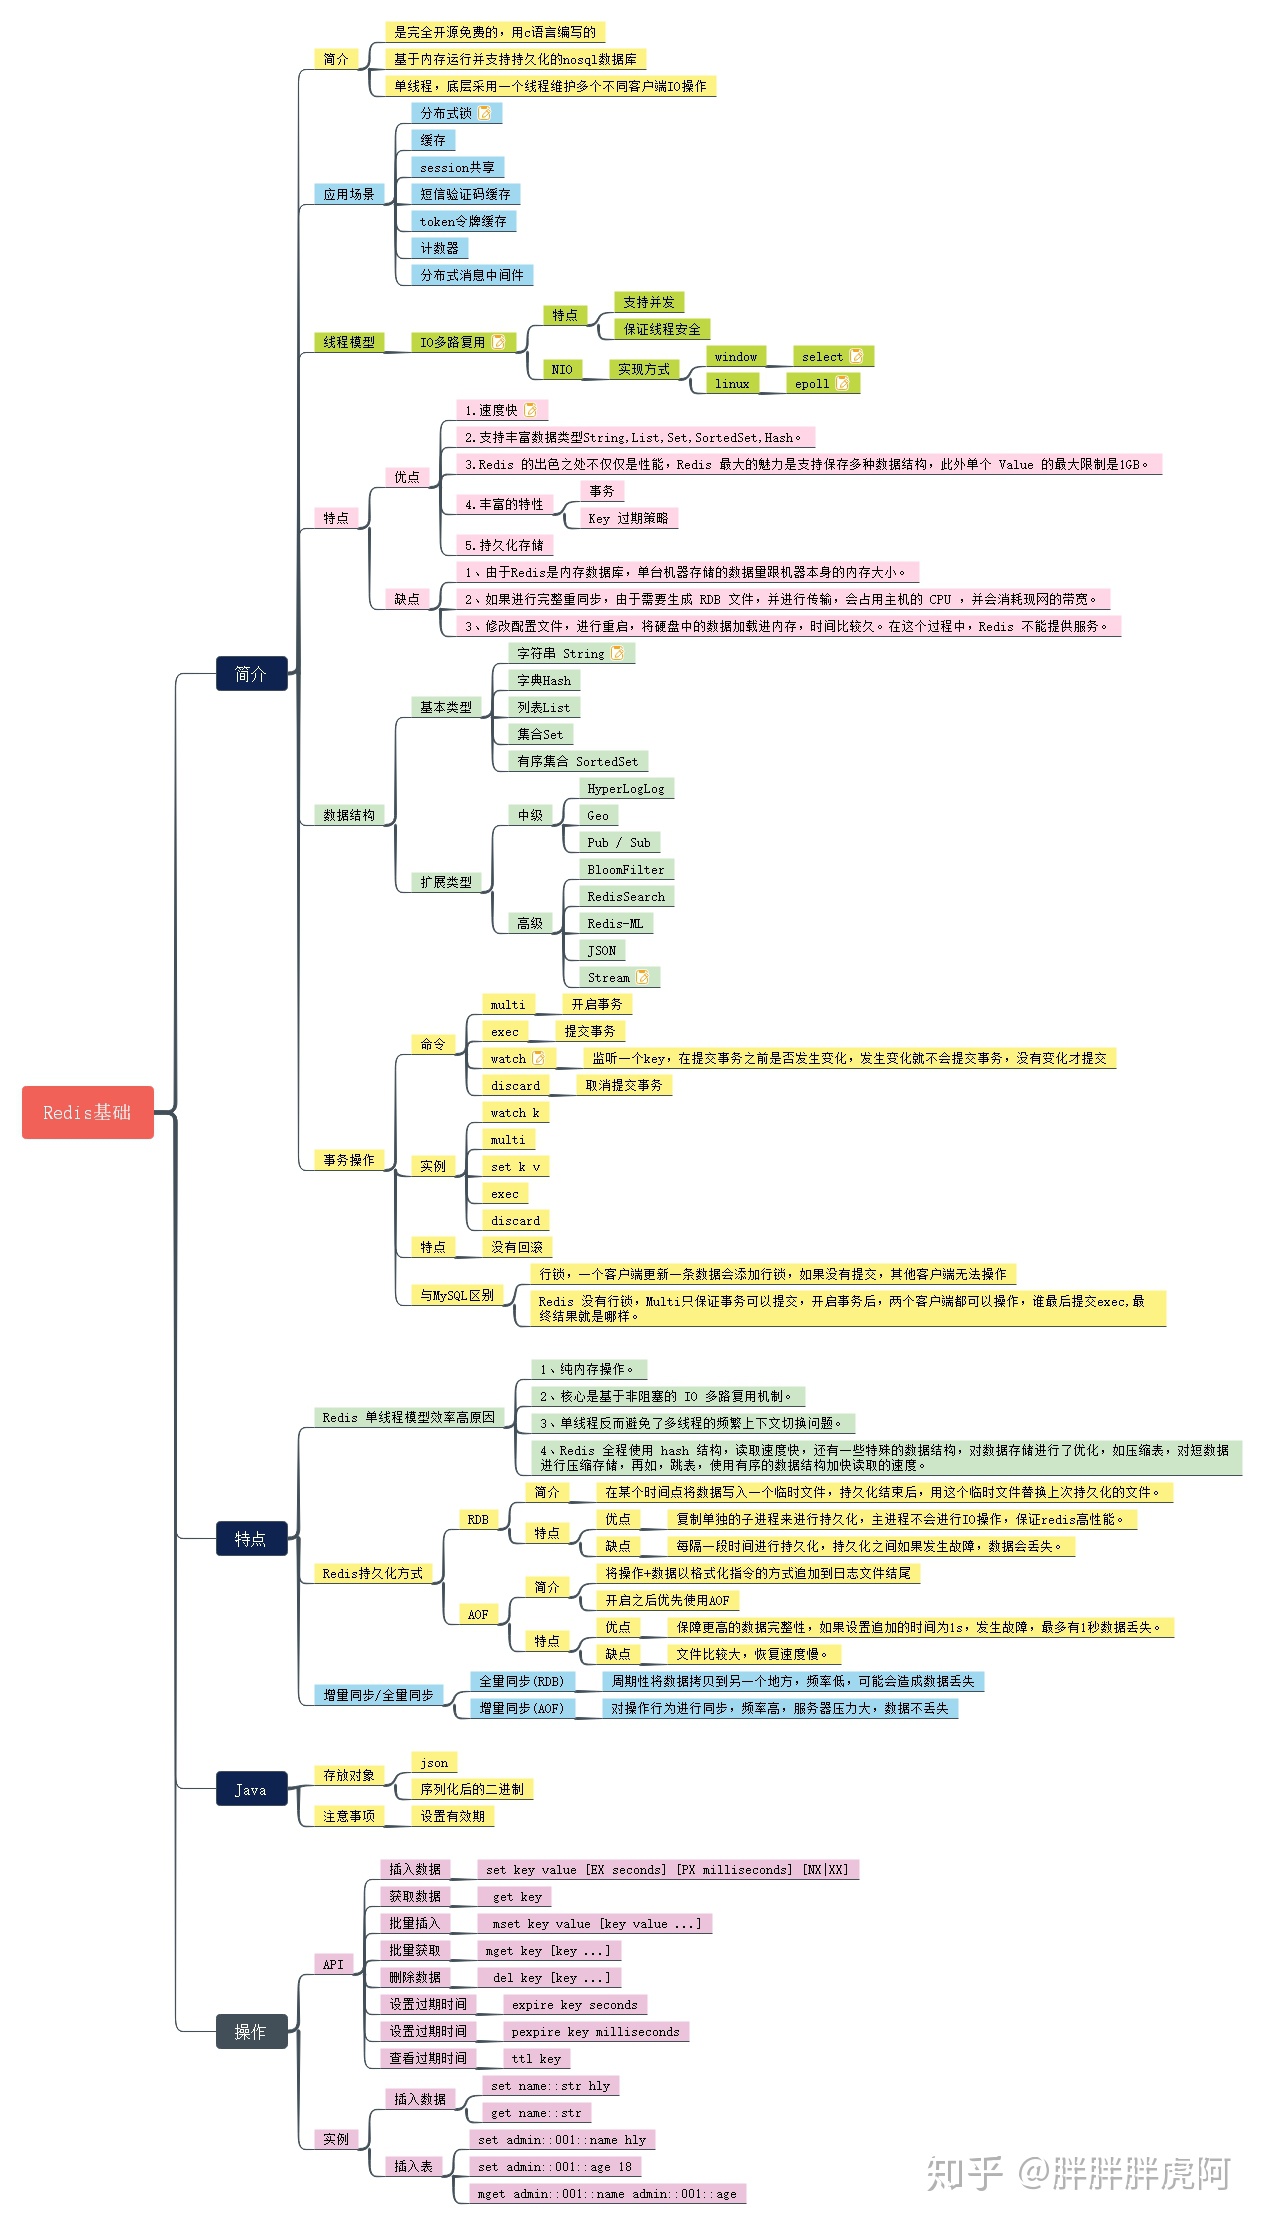 Redis基础
简介
简介
是完全开源免费的，用c语言编写的
基于内存运行并支持持久化的nosql数据库
单线程，底层采用一个线程维护多个不同客户端IO操作
应用场景
分布式锁
缓存
session共享
短信验证码缓存
token令牌缓存
计数器
分布式消息中间件
线程模型
IO多路复用
特点
支持并发
保证线程安全
NIO
实现方式
window
select
linux
epoll
特点
优点
1.速度快
2.支持丰富数据类型String,List,Set,SortedSet,Hash。
3.Redis 的出色之处不仅仅是性能，Redis 最大的魅力是支持保存多种数据结构，此外单个 Value 的最大限制是1GB。
4.丰富的特性
事务
Key 过期策略
5.持久化存储
缺点
1、由于Redis是内存数据库，单台机器存储的数据量跟机器本身的内存大小。
2、如果进行完整重同步，由于需要生成 RDB 文件，并进行传输，会占用主机的 CPU ，并会消耗现网的带宽。
3、修改配置文件，进行重启，将硬盘中的数据加载进内存，时间比较久。在这个过程中，Redis 不能提供服务。
数据结构
基本类型
字符串 String
字典Hash
列表List
集合Set
有序集合 SortedSet
扩展类型
中级
HyperLogLog
Geo
Pub / Sub
高级
BloomFilter
RedisSearch
Redis-ML
JSON
Stream
事务操作
命令
multi
开启事务
exec
提交事务
watch
监听一个key，在提交事务之前是否发生变化，发生变化就不会提交事务，没有变化才提交
discard
取消提交事务
实例
watch k
multi
set k v
exec
discard
特点
没有回滚
与MySQL区别
行锁，一个客户端更新一条数据会添加行锁，如果没有提交，其他客户端无法操作
Redis 没有行锁，Multi只保证事务可以提交，开启事务后，两个客户端都可以操作，谁最后提交exec,最
终结果就是哪样。
特点
Redis 单线程模型效率高原因
1、纯内存操作。
2、核心是基于非阻塞的 IO 多路复用机制。
3、单线程反而避免了多线程的频繁上下文切换问题。
4、Redis 全程使用 hash 结构，读取速度快，还有一些特殊的数据结构，对数据存储进行了优化，如压缩表，对短数据
进行压缩存储，再如，跳表，使用有序的数据结构加快读取的速度。
Redis持久化方式
RDB
简介
在某个时间点将数据写入一个临时文件，持久化结束后，用这个临时文件替换上次持久化的文件。
特点
优点
复制单独的子进程来进行持久化，主进程不会进行IO操作，保证redis高性能。
缺点
每隔一段时间进行持久化，持久化之间如果发生故障，数据会丢失。
AOF
简介
将操作+数据以格式化指令的方式追加到日志文件结尾
开启之后优先使用AOF
特点
优点
保障更高的数据完整性，如果设置追加的时间为1s，发生故障，最多有1秒数据丢失。
缺点
文件比较大，恢复速度慢。
增量同步/全量同步
全量同步(RDB)
周期性将数据拷贝到另一个地方，频率低，可能会造成数据丢失
增量同步(AOF)
对操作行为进行同步，频率高，服务器压力大，数据不丢失
Java
存放对象
json
序列化后的二进制
注意事项
设置有效期
操作
API
插入数据
set key value [EX seconds] [PX milliseconds] [NX|XX]
获取数据
get key
批量插入
mset key value [key value ...]
批量获取
mget key [key ...]
删除数据
del key [key ...]
设置过期时间
expire key seconds
设置过期时间
pexpire key milliseconds
查看过期时间
ttl key
实例
插入数据
set name::str hly
get name::str
插入表
set admin::001::name hly
set admin::001::age 18
mget admin::001::name admin::001::age
知乎 @胖胖胖虎阿